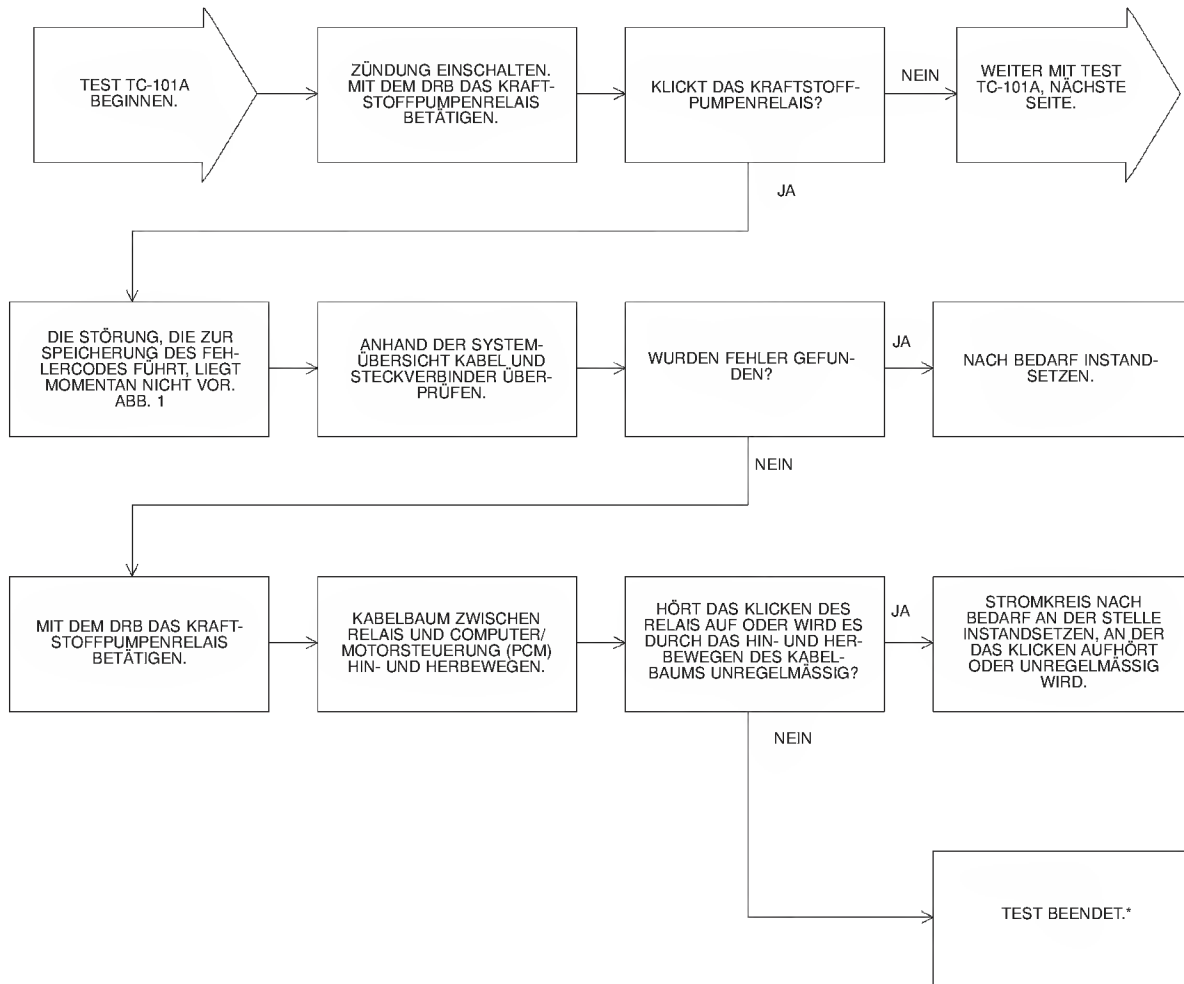 TEST TC-101A
BEGINNEN.
ZÜNDUNG EINSCHALTEN.
MIT DEM DRB DAS KRAFT-
STOFFPUMPENRELAIS
BETÄTIGEN.
KLICKT DAS KRAFTSTOFF-
PUMPENRELAIS?
NEIN
WEITER MIT TEST
TC-101A, NÄCHSTE
SEITE.
JA
DIE STÖRUNG, DIE ZUR
SPEICHERUNG DES FEH-
LERCODES FÜHRT, LIEGT
MOMENTAN NICHT VOR.
ABB. 1
ANHAND DER SYSTEM-
ÜBERSICHT KABEL UND
STECKVERBINDER ÜBER-
PRÜFEN.
WURDEN FEHLER GEFUN-
DEN?
JA
NACH BEDARF INSTAND-
SETZEN.
NEIN
MIT DEM DRB DAS KRAFT-
STOFFPUMPENRELAIS
BETÄTIGEN.
KABELBAUM ZWISCHEN
RELAIS UND COMPUTER/
MOTORSTEUERUNG (PCM)
HIN- UND HERBEWEGEN.
HÖRT DAS KLICKEN DES
RELAIS AUF ODER WIRD ES
DURCH DAS HIN- UND HER-
BEWEGEN DES KABEL-
BAUMS UNREGELMÄSSIG?
JA
STROMKREIS NACH
BEDARF AN DER STELLE
INSTANDSETZEN, AN DER
DAS KLICKEN AUFHÖRT
ODER UNREGELMÄSSIG
WIRD.
NEIN
TEST BEENDET.*